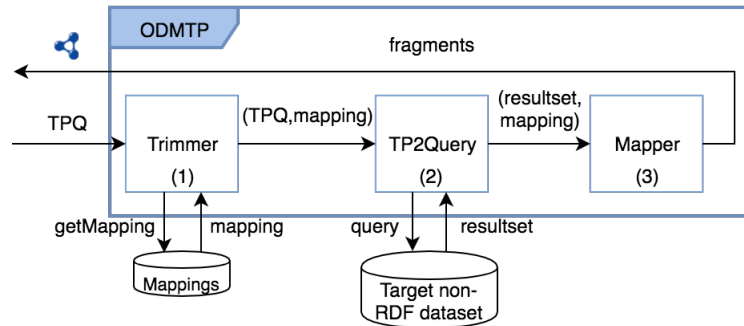 ODMTP
fragments
TPQ
Trimmer
(1)
(TPQ,mapping)
TP2Query
(2)
(resultset,
mapping)
Mapper
(3)
getMapping
mapping
query
resultset
Mappings
Target non-
RDF dataset